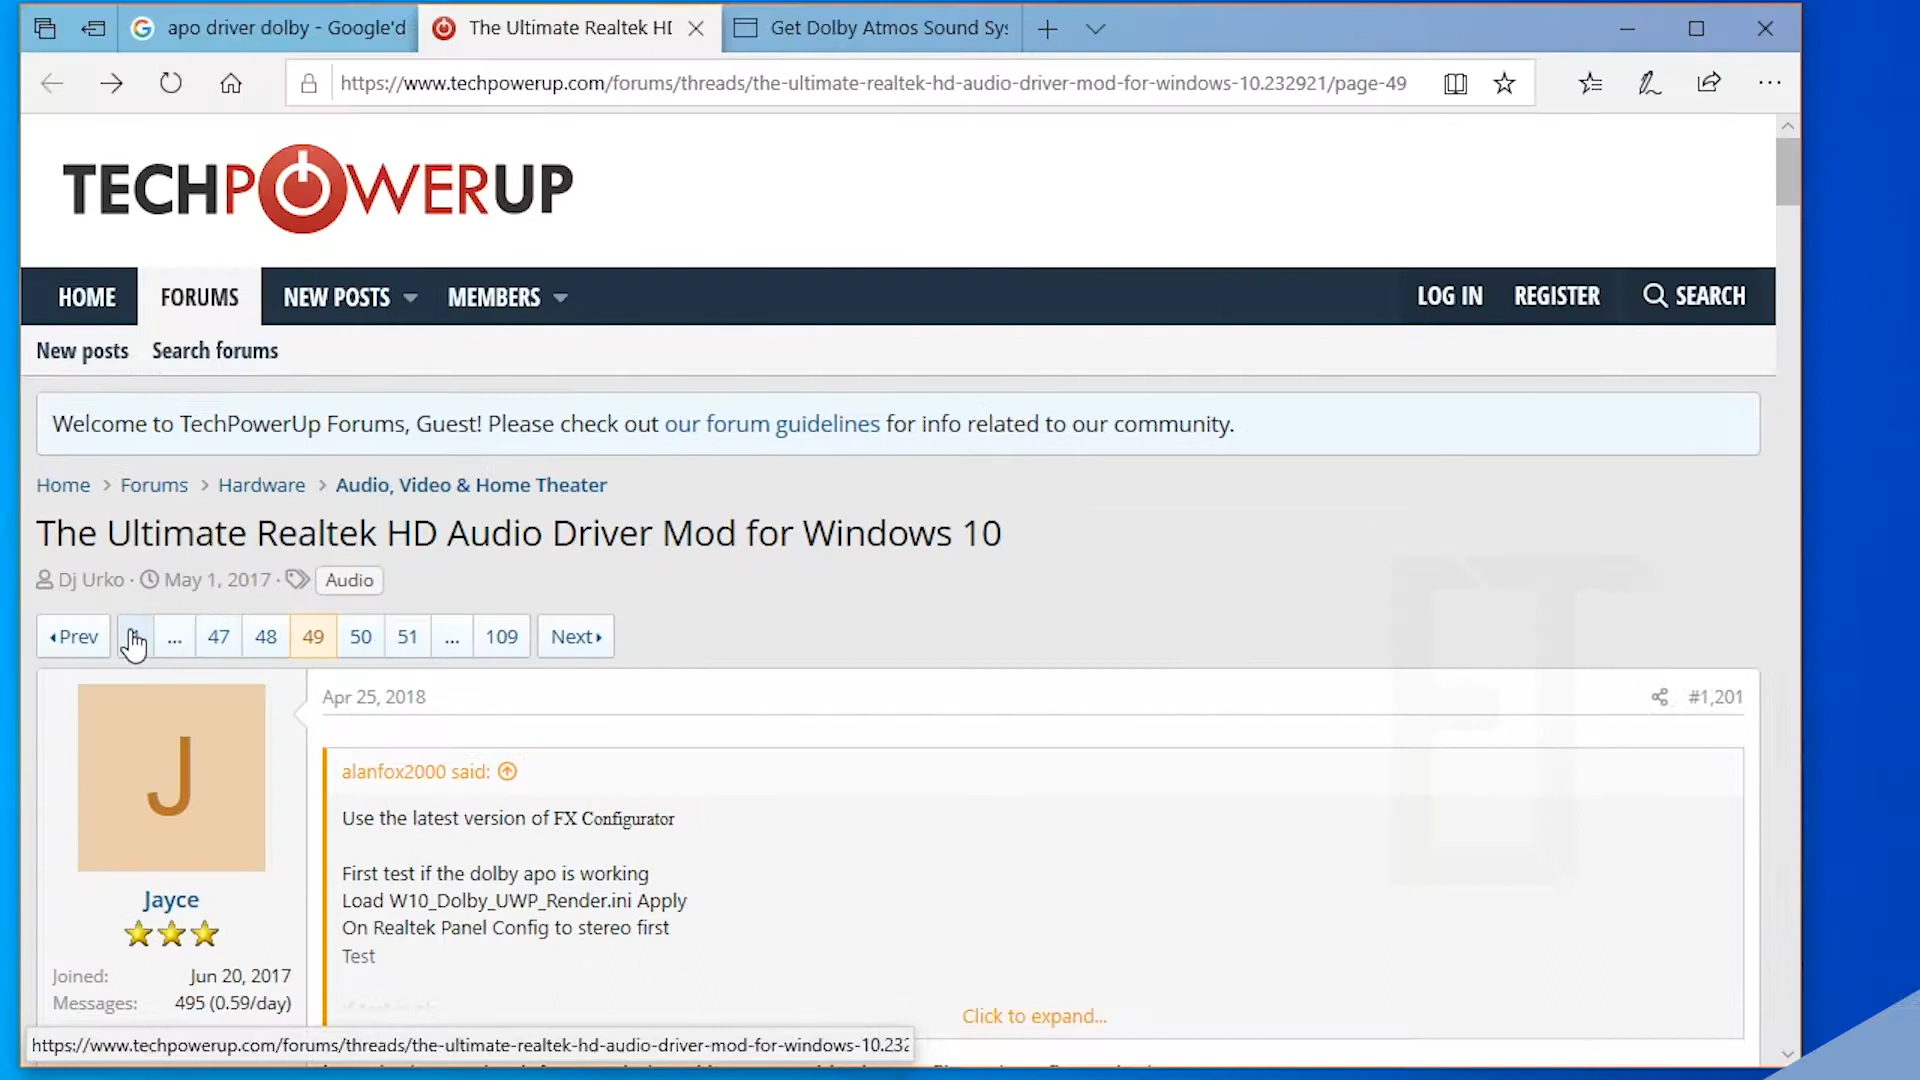 apo driver dolby - Google'd
The Ultimate Realtek HD
Get Dolby Atmos Sound Sys
https://www.techpowerup.com/forums/threads/the-ultimate-realtek-hd-audio-driver-mod-for-windows-10.232921/page-49
TECHPOWERUP
HOME FORUMS NEW POSTS MEMBERS LOG IN REGISTER SEARCH
New posts Search forums
Welcome to TechPowerUp Forums, Guest! Please check out our forum guidelines for info related to our community.
Home > Forums > Hardware > Audio, Video & Home Theater
The Ultimate Realtek HD Audio Driver Mod for Windows 10
Dj Urko · May 1, 2017 · Audio
Prev ... 47 48 49 50 51 ... 109 Next
J
Jayce
Joined: Jun 20, 2017
Messages: 495 (0.59/day)
Apr 25, 2018 #1,201
alanfox2000 said:
Use the latest version of FX Configurator
First test if the dolby apo is working
Load W10_Dolby_UWP_Render.ini Apply
On Realtek Panel Config to stereo first
Test
Click to expand...
https://www.techpowerup.com/forums/threads/the-ultimate-realtek-hd-audio-driver-mod-for-windows-10.232